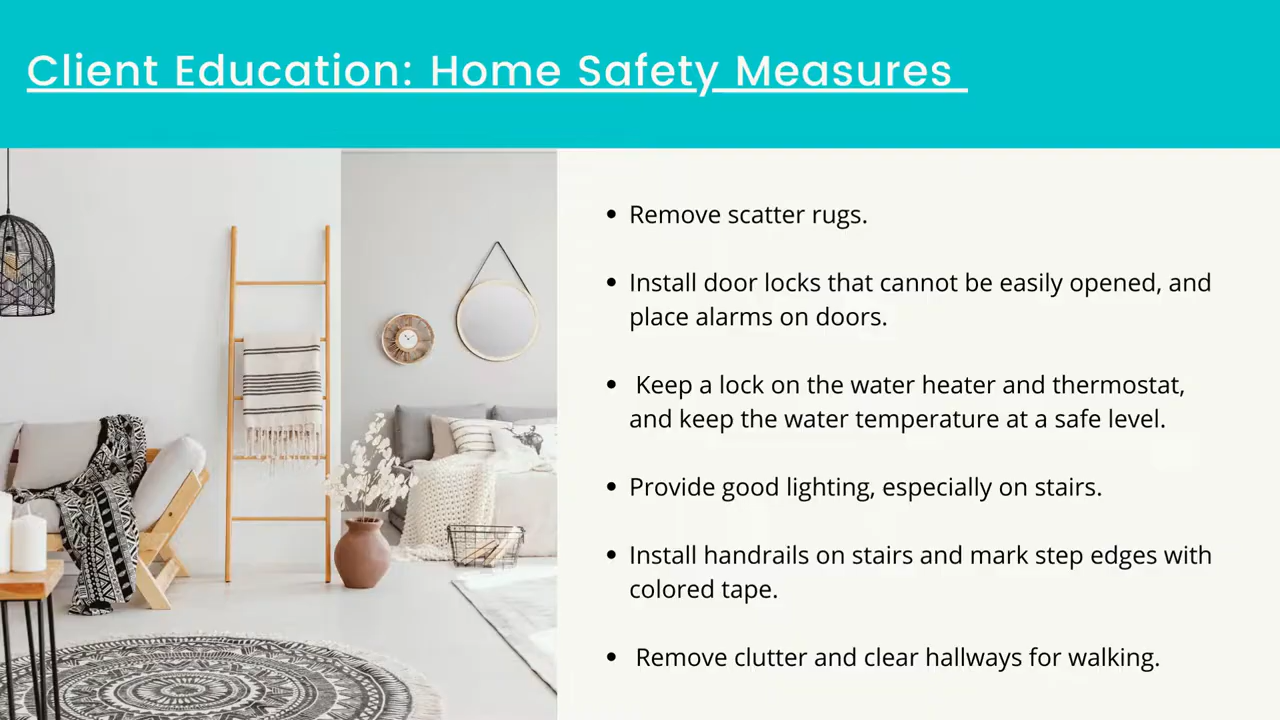 Client Education: Home Safety Measures
• Remove scatter rugs.
• Install door locks that cannot be easily opened, and
place alarms on doors.
• Keep a lock on the water heater and thermostat,
and keep the water temperature at a safe level.
• Provide good lighting, especially on stairs.
• Install handrails on stairs and mark step edges with
colored tape.
• Remove clutter and clear hallways for walking.